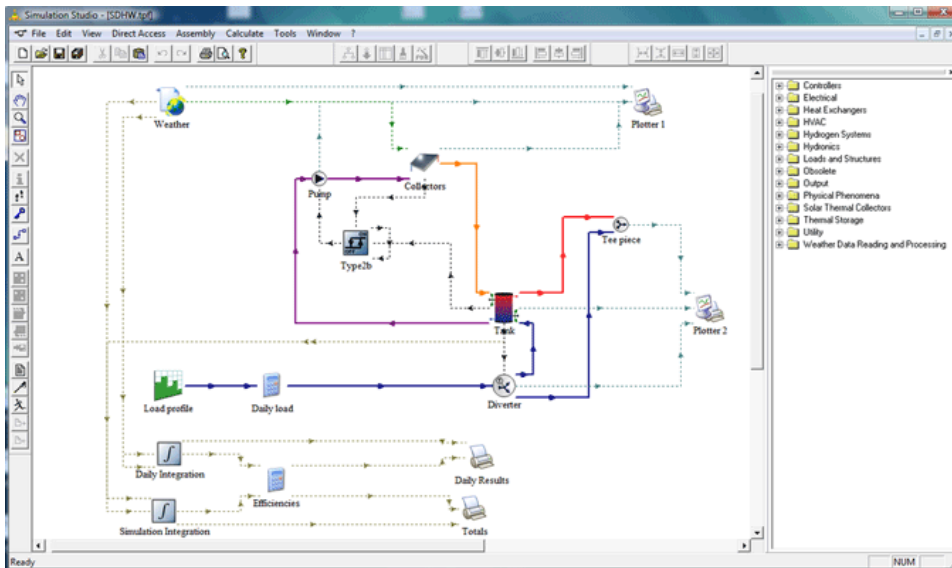 Simulation Studio - [SDHW.tpf]
File Edit View Direct Access Assembly Calculate Tools Window ?
Weather
Plotter 1
Pump
Collectors
Type2b
Tee piece
Tank
Plotter 2
Load profile
Daily load
Diverter
Daily Integration
Daily Results
Efficiencies
Simulation Integration
Totals
Controllers
Electrical
Heat Exchangers
HVAC
Hydrogen Systems
Hydronics
Loads and Structures
Obsolete
Output
Physical Phenomena
Solar Thermal Collectors
Thermal Storage
Utility
Weather Data Reading and Processing
Ready
NUM